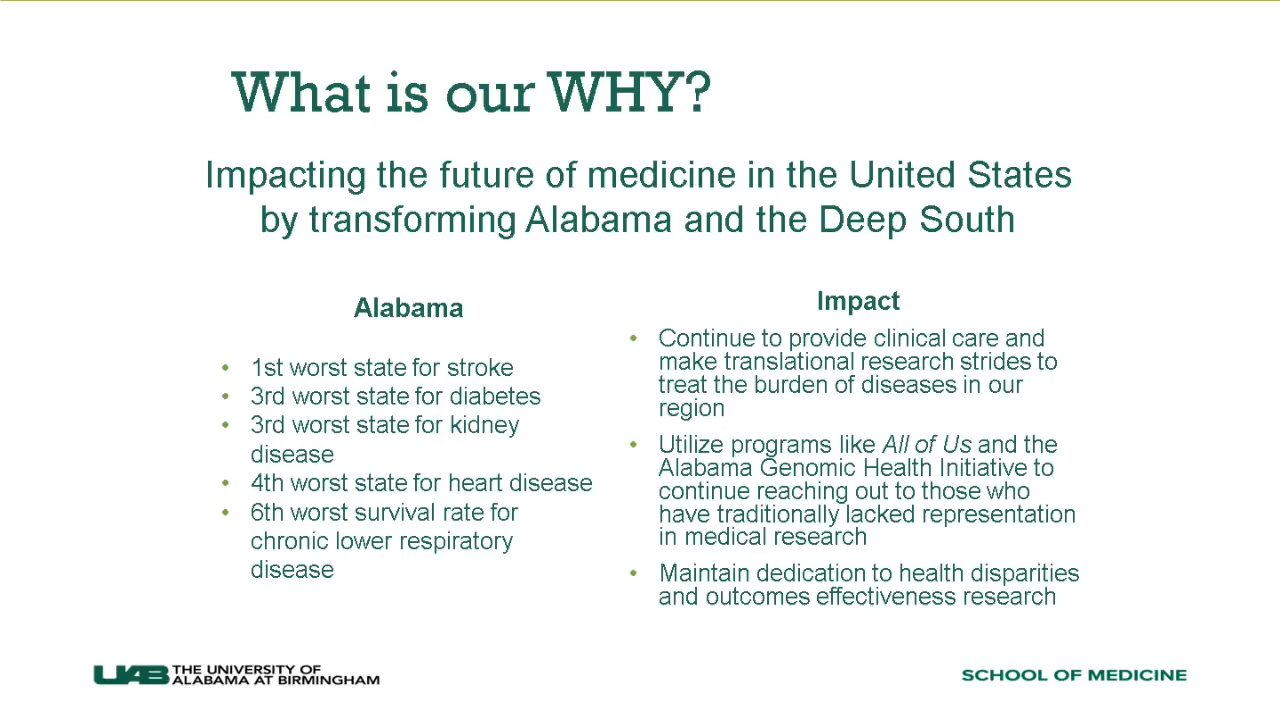 What is our WHY?
Impacting the future of medicine in the United States
by transforming Alabama and the Deep South
Alabama
• 1st worst state for stroke
• 3rd worst state for diabetes
• 3rd worst state for kidney
disease
• 4th worst state for heart disease
• 6th worst survival rate for
chronic lower respiratory
disease
Impact
• Continue to provide clinical care and
make translational research strides to
treat the burden of diseases in our
region
• Utilize programs like All of Us and the
Alabama Genomic Health Initiative to
continue reaching out to those who
have traditionally lacked representation
in medical research
• Maintain dedication to health disparities
and outcomes effectiveness research
UAB THE UNIVERSITY OF
ALABAMA AT BIRMINGHAM
SCHOOL OF MEDICINE